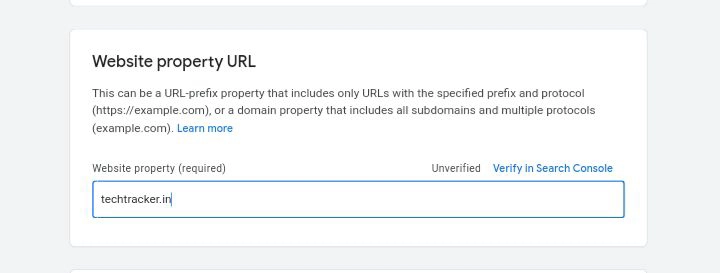 Website property URL
This can be a URL-prefix property that includes only URLs with the specified prefix and protocol
(https://example.com), or a domain property that includes all subdomains and multiple protocols
(example.com). Learn more
Website property (required) Unverified Verify in Search Console
techtracker.in